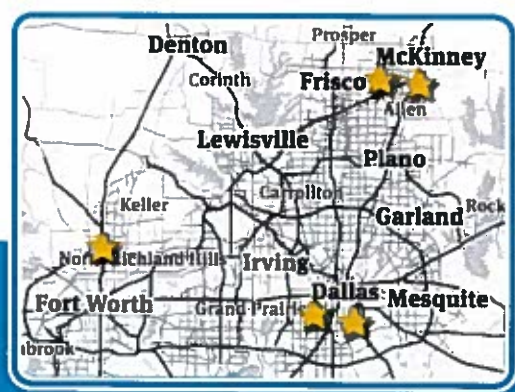 Prosper
Denton
McKinney
Corinth
Frisco
Allen
Lewisville
Plano
Carrollton
Keller
Rock
Garland
North Richland Hills
Irving
Dallas
Mesquite
Fort Worth
Grand Prairie
nbrook